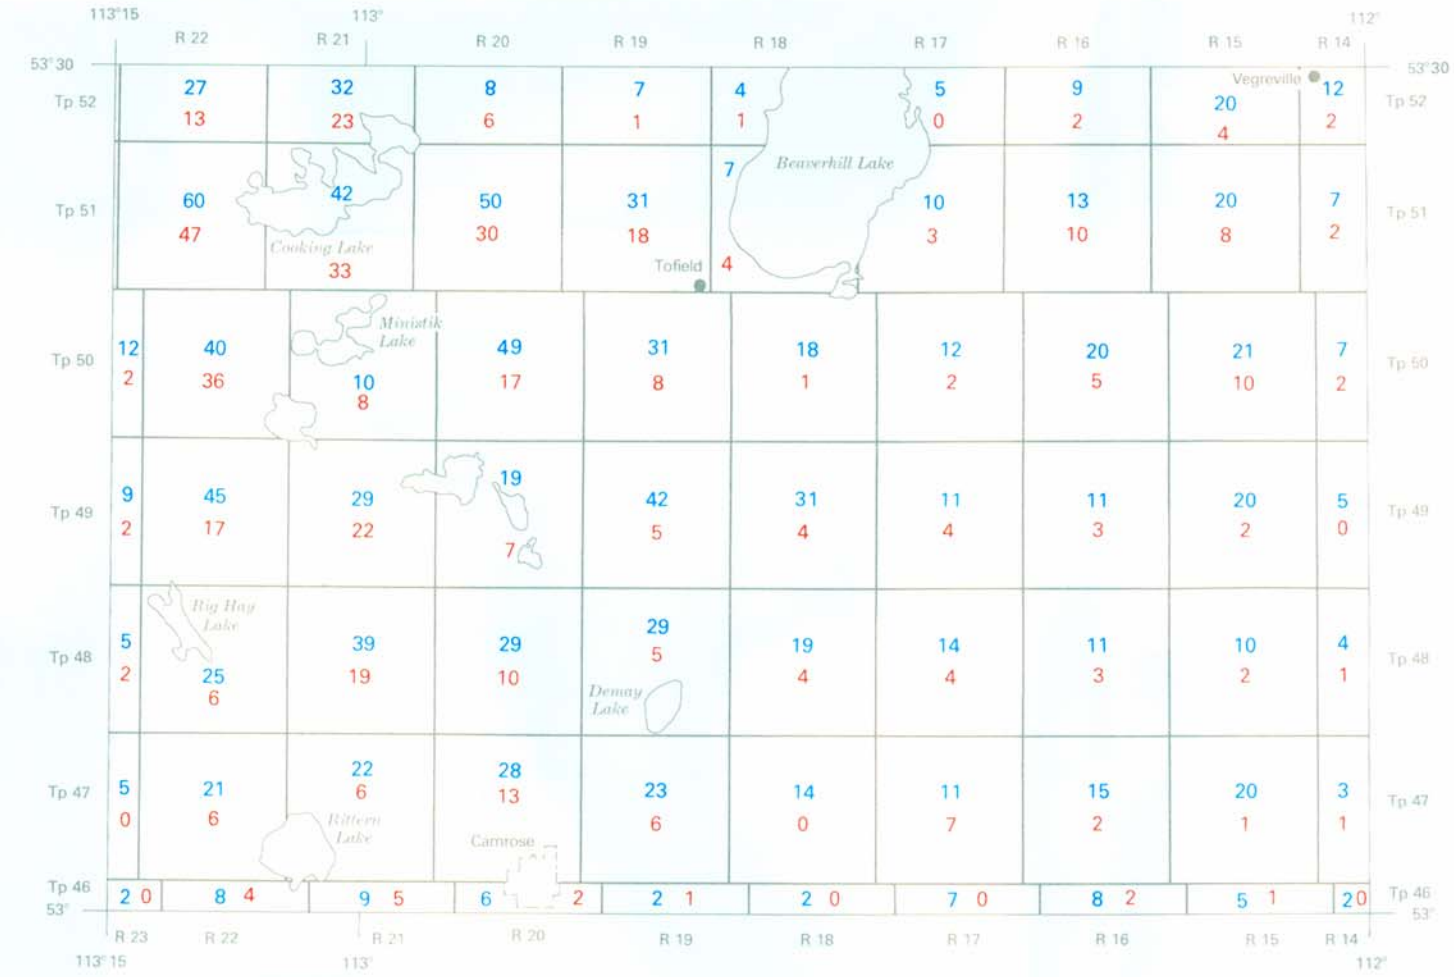 113°15 113° 112°
R 22 R 21 R 20 R 19 R 18 R 17 R 16 R 15 R 14
53°30 53°30
Tp 52 27 32 8 7 4 5 9 20 Vegreville 12 Tp 52
13 23 6 1 1 0 2 4 2
Beaverhill Lake
7
Tp 51 60 42 50 31 10 13 20 7 Tp 51
47 30 18 3 10 8 2
Cooking Lake
33 Tofield 4
Ministik
Lake
Tp 50 12 40 49 31 18 12 20 21 7 Tp 50
2 36 10 17 8 1 2 5 10 2
8
19
Tp 49 9 45 29 42 31 11 11 20 5 Tp 49
2 17 22 5 4 4 3 2 0
7
Big Hay
Lake
29
Tp 48 5 39 29 5 19 14 11 10 4 Tp 48
2 25 19 10 4 4 3 2 1
6
Demay
Lake
22 28
Tp 47 5 21 6 13 23 14 11 15 20 3 Tp 47
0 6 6 0 7 2 1 1
Bittern
Lake
Camrose
Tp 46 2 0 8 4 9 5 6 2 2 1 2 0 7 0 8 2 5 1 2 0 Tp 46
53° 53°
R 23 R 22 R 21 R 20 R 19 R 18 R 17 R 16 R 15 R 14
113°15 113° 112°